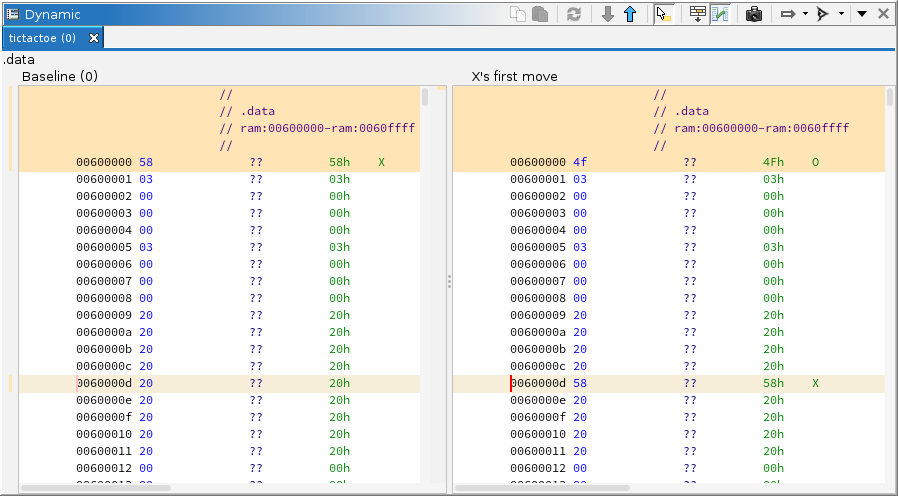 Dynamic
tictactoe (0)
.data
Baseline (0)
//
// .data
// ram:00600000-ram:0060ffff
//
00600000 58 ?? 58h X
00600001 03 ?? 03h
00600002 00 ?? 00h
00600003 00 ?? 00h
00600004 00 ?? 00h
00600005 03 ?? 03h
00600006 00 ?? 00h
00600007 00 ?? 00h
00600008 00 ?? 00h
00600009 20 ?? 20h
0060000a 20 ?? 20h
0060000b 20 ?? 20h
0060000c 20 ?? 20h
0060000d 20 ?? 20h
0060000e 20 ?? 20h
0060000f 20 ?? 20h
00600010 20 ?? 20h
00600011 20 ?? 20h
00600012 00 ?? 00h
X's first move
//
// .data
// ram:00600000-ram:0060ffff
//
00600000 4f ?? 4Fh O
00600001 03 ?? 03h
00600002 00 ?? 00h
00600003 00 ?? 00h
00600004 00 ?? 00h
00600005 03 ?? 03h
00600006 00 ?? 00h
00600007 00 ?? 00h
00600008 00 ?? 00h
00600009 20 ?? 20h
0060000a 20 ?? 20h
0060000b 20 ?? 20h
0060000c 20 ?? 20h
0060000d 58 ?? 58h X
0060000e 20 ?? 20h
0060000f 20 ?? 20h
00600010 20 ?? 20h
00600011 20 ?? 20h
00600012 00 ?? 00h